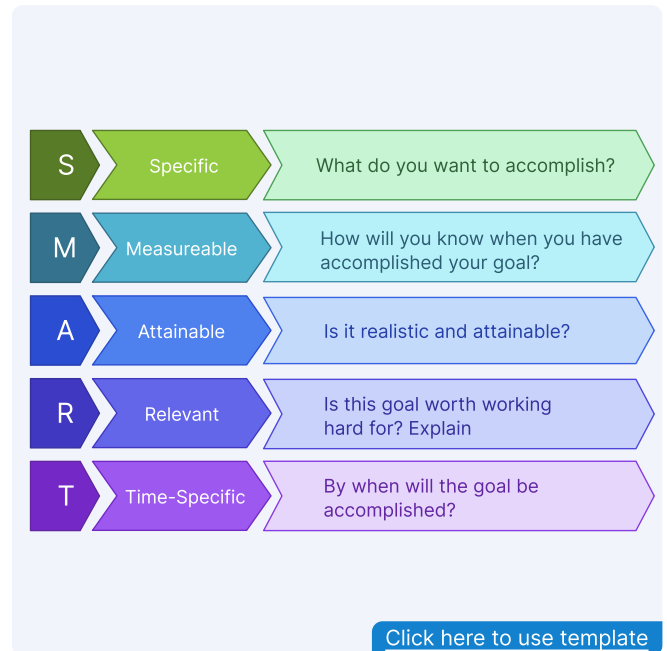 S
Specific
What do you want to accomplish?
M
Measureable
How will you know when you have
accomplished your goal?
A
Attainable
Is it realistic and attainable?
R
Relevant
Is this goal worth working
hard for? Explain
T
Time-Specific
By when will the goal be
accomplished?
Click here to use template